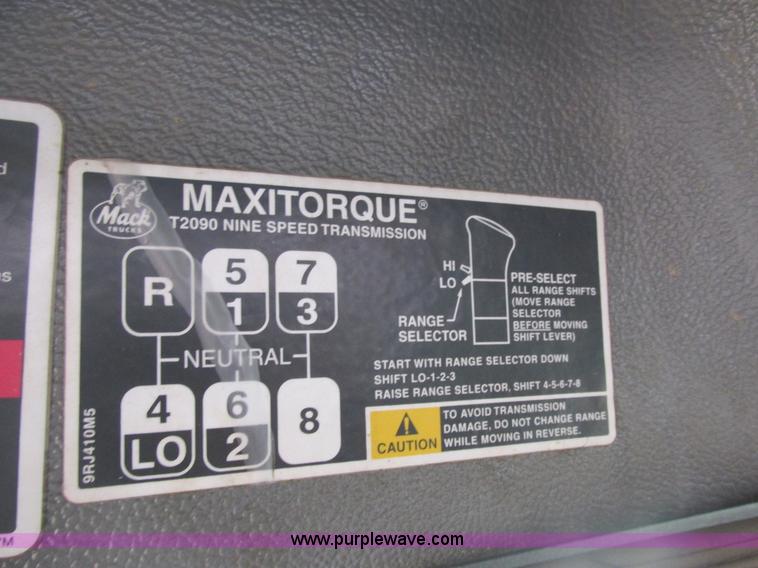 d
us
Mack
TRUCKS
MAXITORQUE®
T2090 NINE SPEED TRANSMISSION
R
5
1
7
3
NEUTRAL
4
LO
6
2
8
9RJ410M5
HI
LO
RANGE
SELECTOR
PRE-SELECT
ALL RANGE SHIFTS
(MOVE RANGE
SELECTOR
BEFORE MOVING
SHIFT LEVER)
START WITH RANGE SELECTOR DOWN
SHIFT LO-1-2-3
RAISE RANGE SELECTOR, SHIFT 4-5-6-7-8
CAUTION
TO AVOID TRANSMISSION
DAMAGE, DO NOT CHANGE RANGE
WHILE MOVING IN REVERSE.
www.purplewave.com